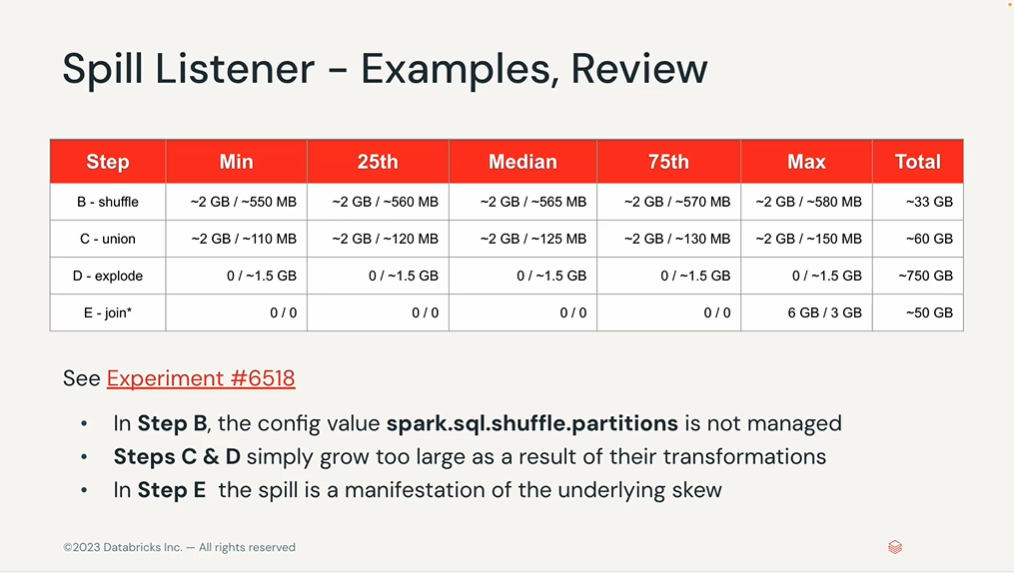 Spill Listener – Examples, Review
Step Min 25th Median 75th Max Total
B - shuffle ~2 GB / ~550 MB ~2 GB / ~560 MB ~2 GB / ~565 MB ~2 GB / ~570 MB ~2 GB / ~580 MB ~33 GB
C - union ~2 GB / ~110 MB ~2 GB / ~120 MB ~2 GB / ~125 MB ~2 GB / ~130 MB ~2 GB / ~150 MB ~60 GB
D - explode 0 / ~1.5 GB 0 / ~1.5 GB 0 / ~1.5 GB 0 / ~1.5 GB 0 / ~1.5 GB ~750 GB
E - join* 0 / 0 0 / 0 0 / 0 0 / 0 6 GB / 3 GB ~50 GB
See Experiment #6518
• In Step B, the config value spark.sql.shuffle.partitions is not managed
• Steps C & D simply grow too large as a result of their transformations
• In Step E the spill is a manifestation of the underlying skew
©2023 Databricks Inc. — All rights reserved